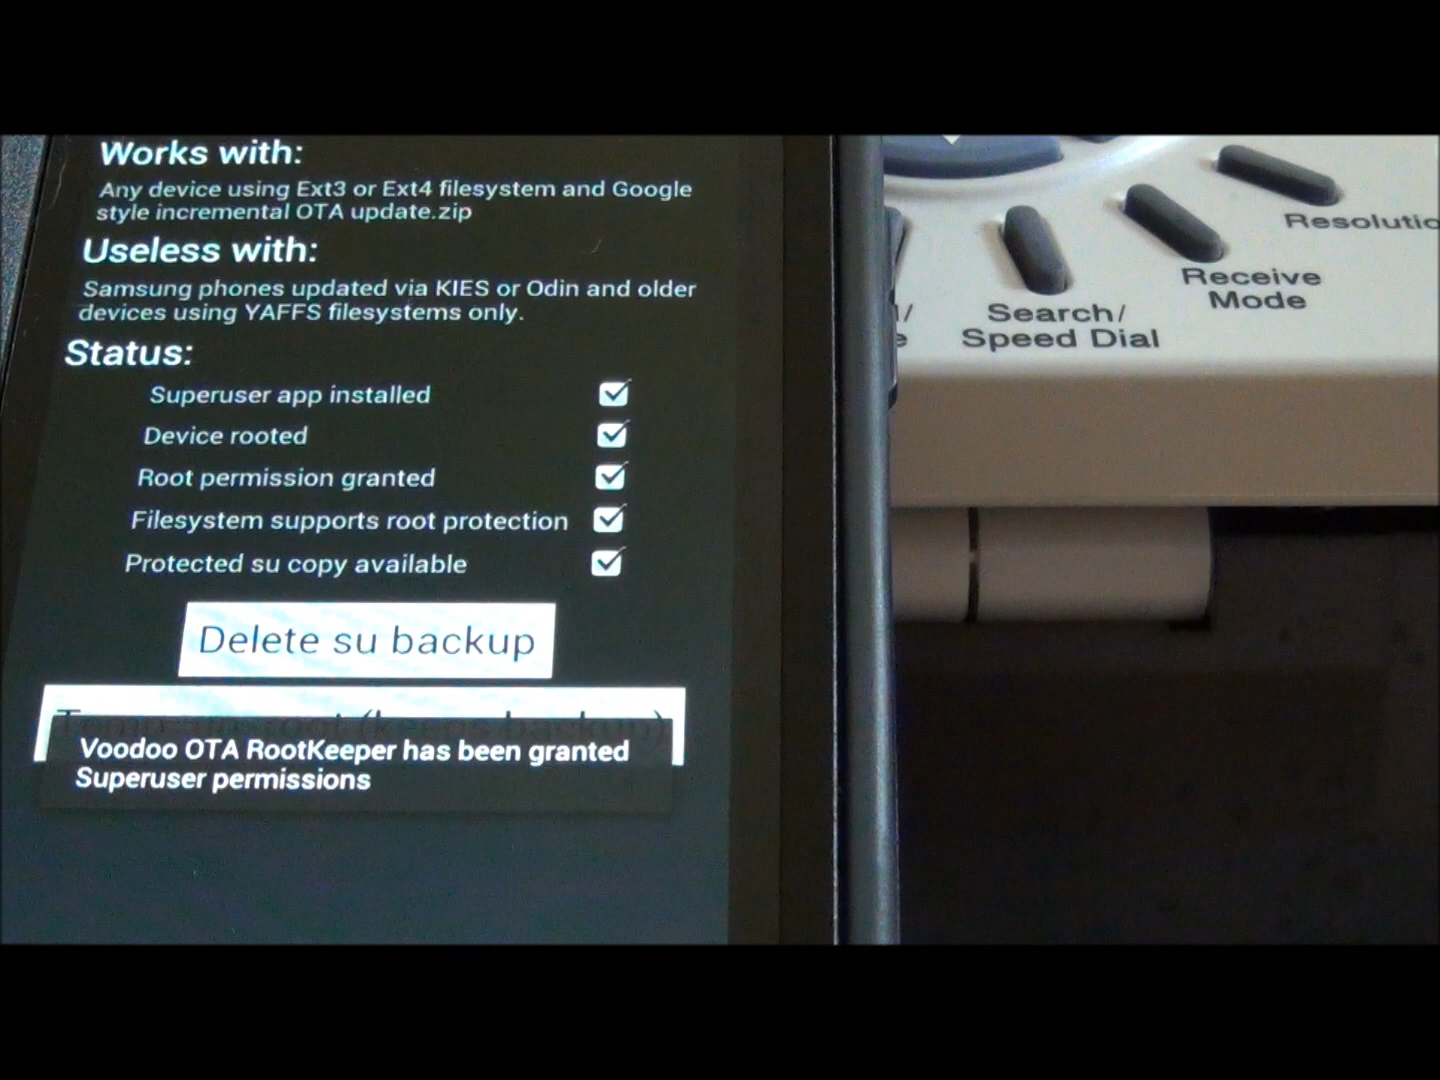 Works with:
Any device using Ext3 or Ext4 filesystem and Google
style incremental OTA update.zip
Useless with:
Samsung phones updated via KIES or Odin and older
devices using YAFFS filesystems only.
Status:
Superuser app installed
Device rooted
Root permission granted
Filesystem supports root protection
Protected su copy available
Delete su backup
root (keeps backup)
Voodoo OTA RootKeeper has been granted
Superuser permissions
Resolutio
Receive
Mode
Search/
Speed Dial